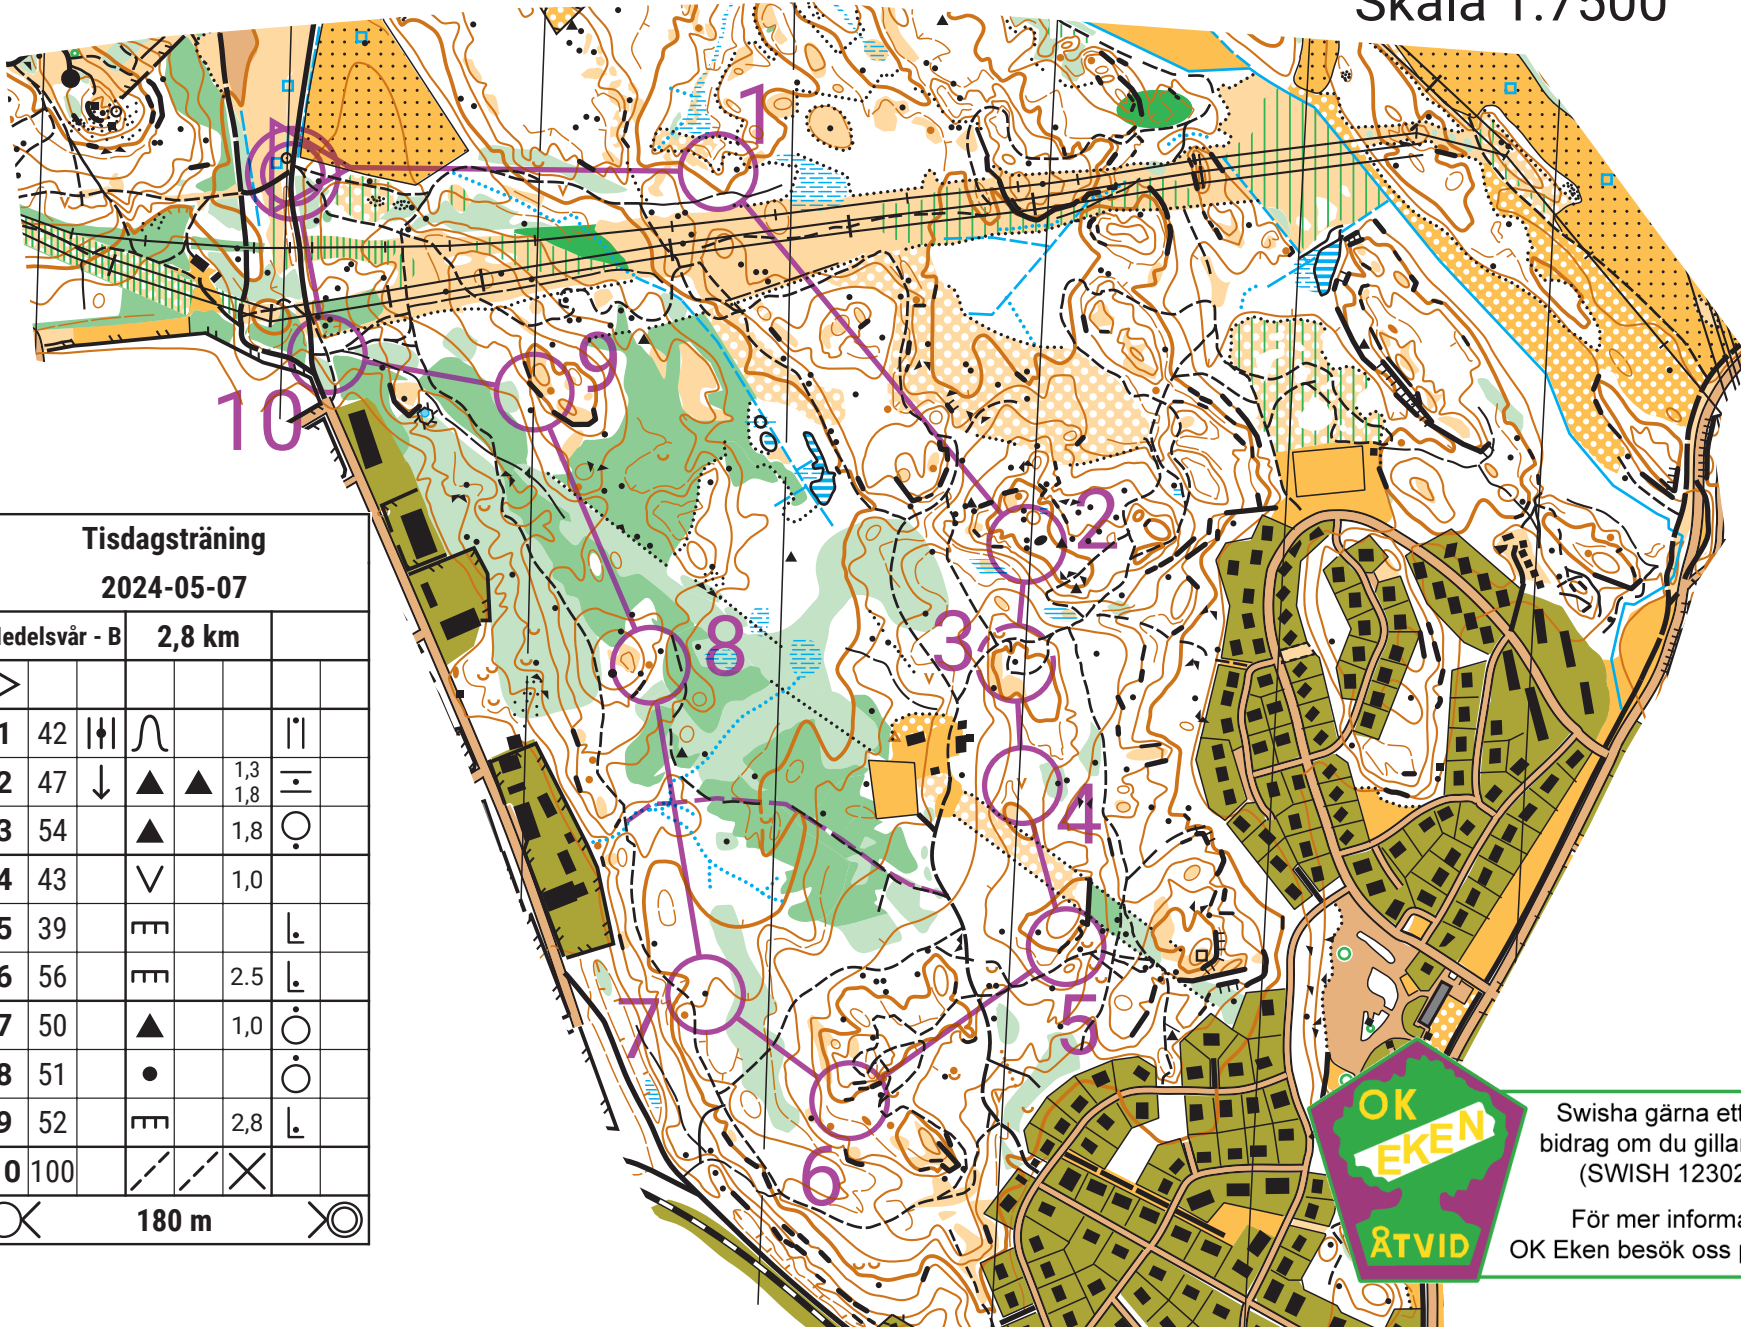 Skala 1:7500
1
9
10
2
3
8
4
5
7
6
Tisdagsträning
2024-05-07
edelsvår - B 2,8 km
1 42
2 47 1,3
1,8
3 54 1,8
4 43 1,0
5 39
6 56 2.5
7 50 1,0
8 51
9 52 2,8
0 100
180 m
OK
EKEN
ÅTVID
Swisha gärna ett
bidrag om du gillar
(SWISH 12302
För mer informa
OK Eken besök oss p